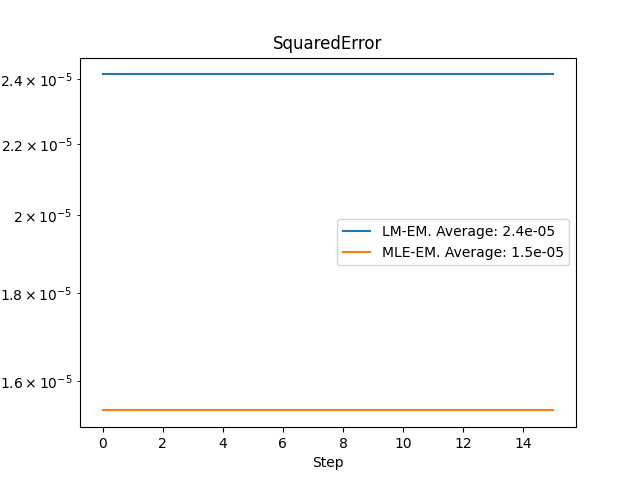 SquaredError
2.4 × 10⁻⁵
2.2 × 10⁻⁵
2 × 10⁻⁵
1.8 × 10⁻⁵
1.6 × 10⁻⁵
LM-EM. Average: 2.4e-05
MLE-EM. Average: 1.5e-05
0 2 4 6 8 10 12 14
Step